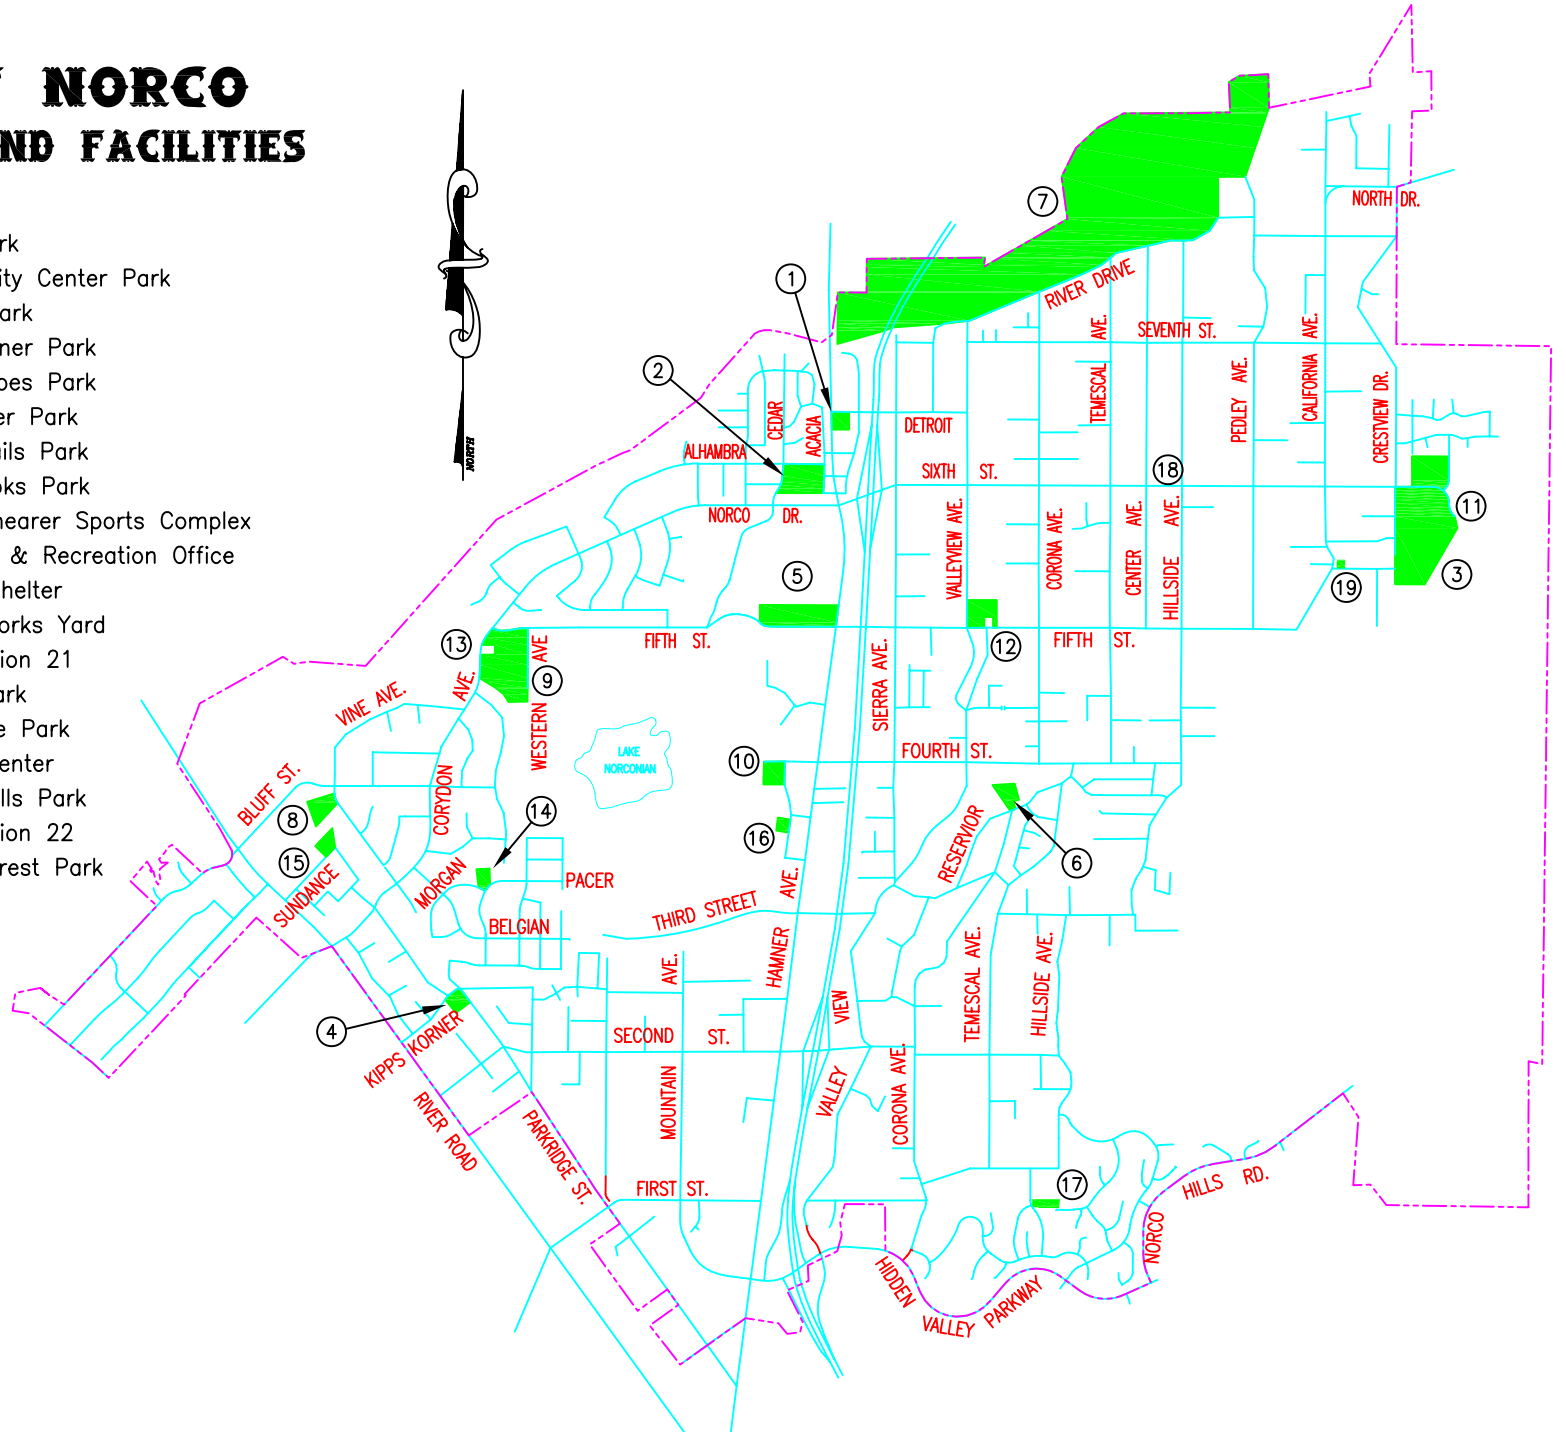 NORCO
ND FACILITIES
rk
ity Center Park
ark
ner Park
oes Park
er Park
ils Park
oks Park
hearer Sports Complex
& Recreation Office
helter
orks Yard
ion 21
ark
e Park
enter
lls Park
ion 22
rest Park
NORTH
7
NORTH DR.
1
RIVER DRIVE
SEVENTH ST.
2
CEDAR
ACACIA
ALHAMBRA
DETROIT
TEMESCAL AVE.
PEDLEY AVE.
CALIFORNIA AVE.
CRESTVIEW DR.
SIXTH ST.
18
NORCO DR.
11
VALLEYVIEW AVE.
CORONA AVE.
CENTER AVE.
HILLSIDE AVE.
5
3
19
13
FIFTH ST.
12
FIFTH ST.
9
WESTERN AVE
VINE AVE.
CORYDON AVE.
SIERRA AVE.
LAKE
NORCONIAN
10
FOURTH ST.
BLUFF ST.
8
14
16
RESERVIOR
6
15
SUNDANCE
MORGAN
PACER
BELGIAN
THIRD STREET
HAMNER AVE.
TEMESCAL AVE.
HILLSIDE AVE.
4
KIPPS KORNER
SECOND ST.
MOUNTAIN AVE.
VALLEY VIEW
CORONA AVE.
RIVER ROAD
PARKRIDGE ST.
FIRST ST.
17
HILLS RD.
NORCO
HIDDEN
VALLEY PARKWAY